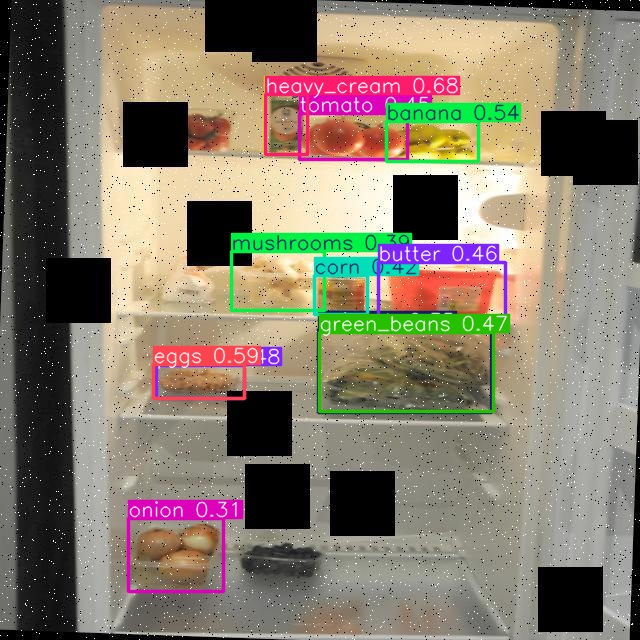 heavy_cream 0.68
tomato 0.45
banana 0.54
mushrooms 0.39
butter 0.46
corn 0.42
green_beans 0.47
eggs 0.59
onion 0.31